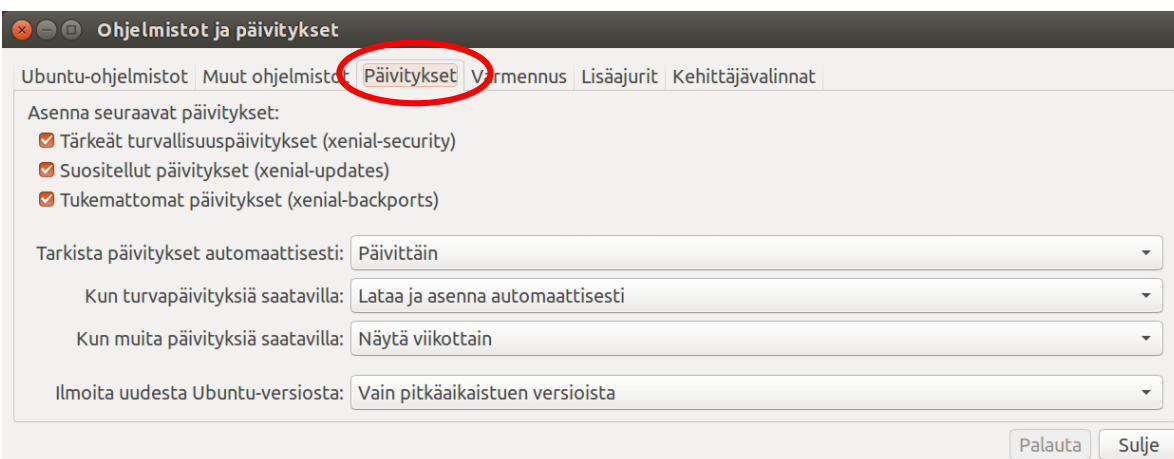 Ohjelmistot ja päivitykset
Ubuntu-ohjelmistot Muut ohjelmistot Päivitykset Varmennus Lisäajurit Kehittäjävalinnat
Asenna seuraavat päivitykset:
Tärkeät turvallisuuspäivitykset (xenial-security)
Suositellut päivitykset (xenial-updates)
Tukemattomat päivitykset (xenial-backports)
Tarkista päivitykset automaattisesti: Päivittäin
Kun turvapäivityksiä saatavilla: Lataa ja asenna automaattisesti
Kun muita päivityksiä saatavilla: Näytä viikottain
Ilmoita uudesta Ubuntu-versiosta: Vain pitkäaikaistuen versioista
Palauta Sulje